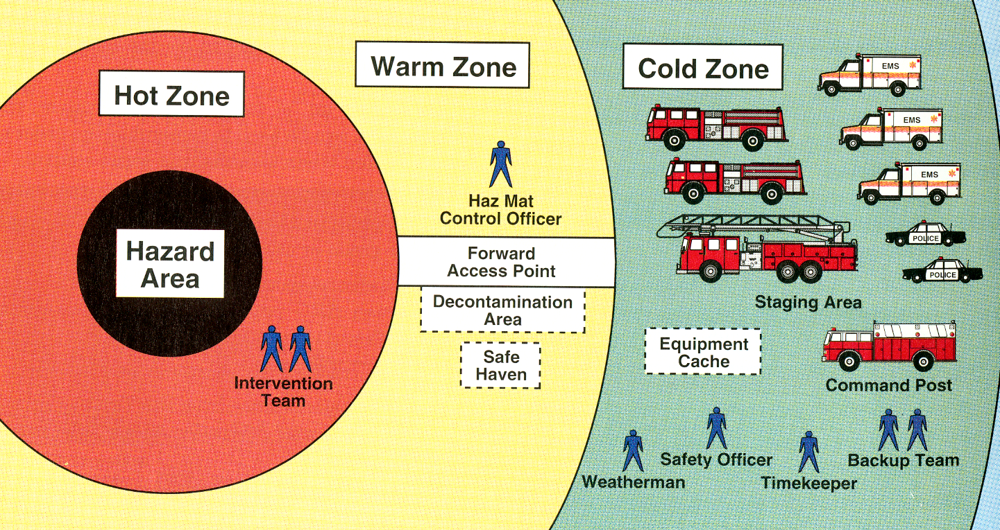 Hot Zone
Hazard
Area
Intervention
Team
Warm Zone
Haz Mat
Control Officer
Forward
Access Point
Decontamination
Area
Safe
Haven
Cold Zone
EMS
EMS
EMS
POLICE
POLICE
Staging Area
Equipment
Cache
Command Post
Weatherman
Safety Officer
Timekeeper
Backup Team